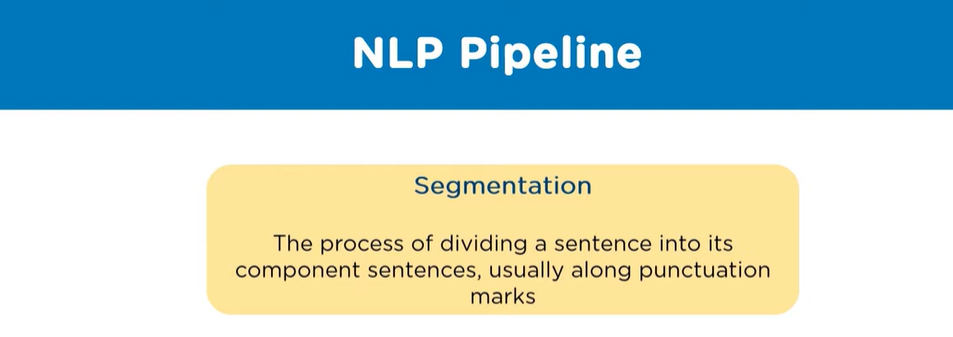 NLP Pipeline
Segmentation
The process of dividing a sentence into its
component sentences, usually along punctuation
marks